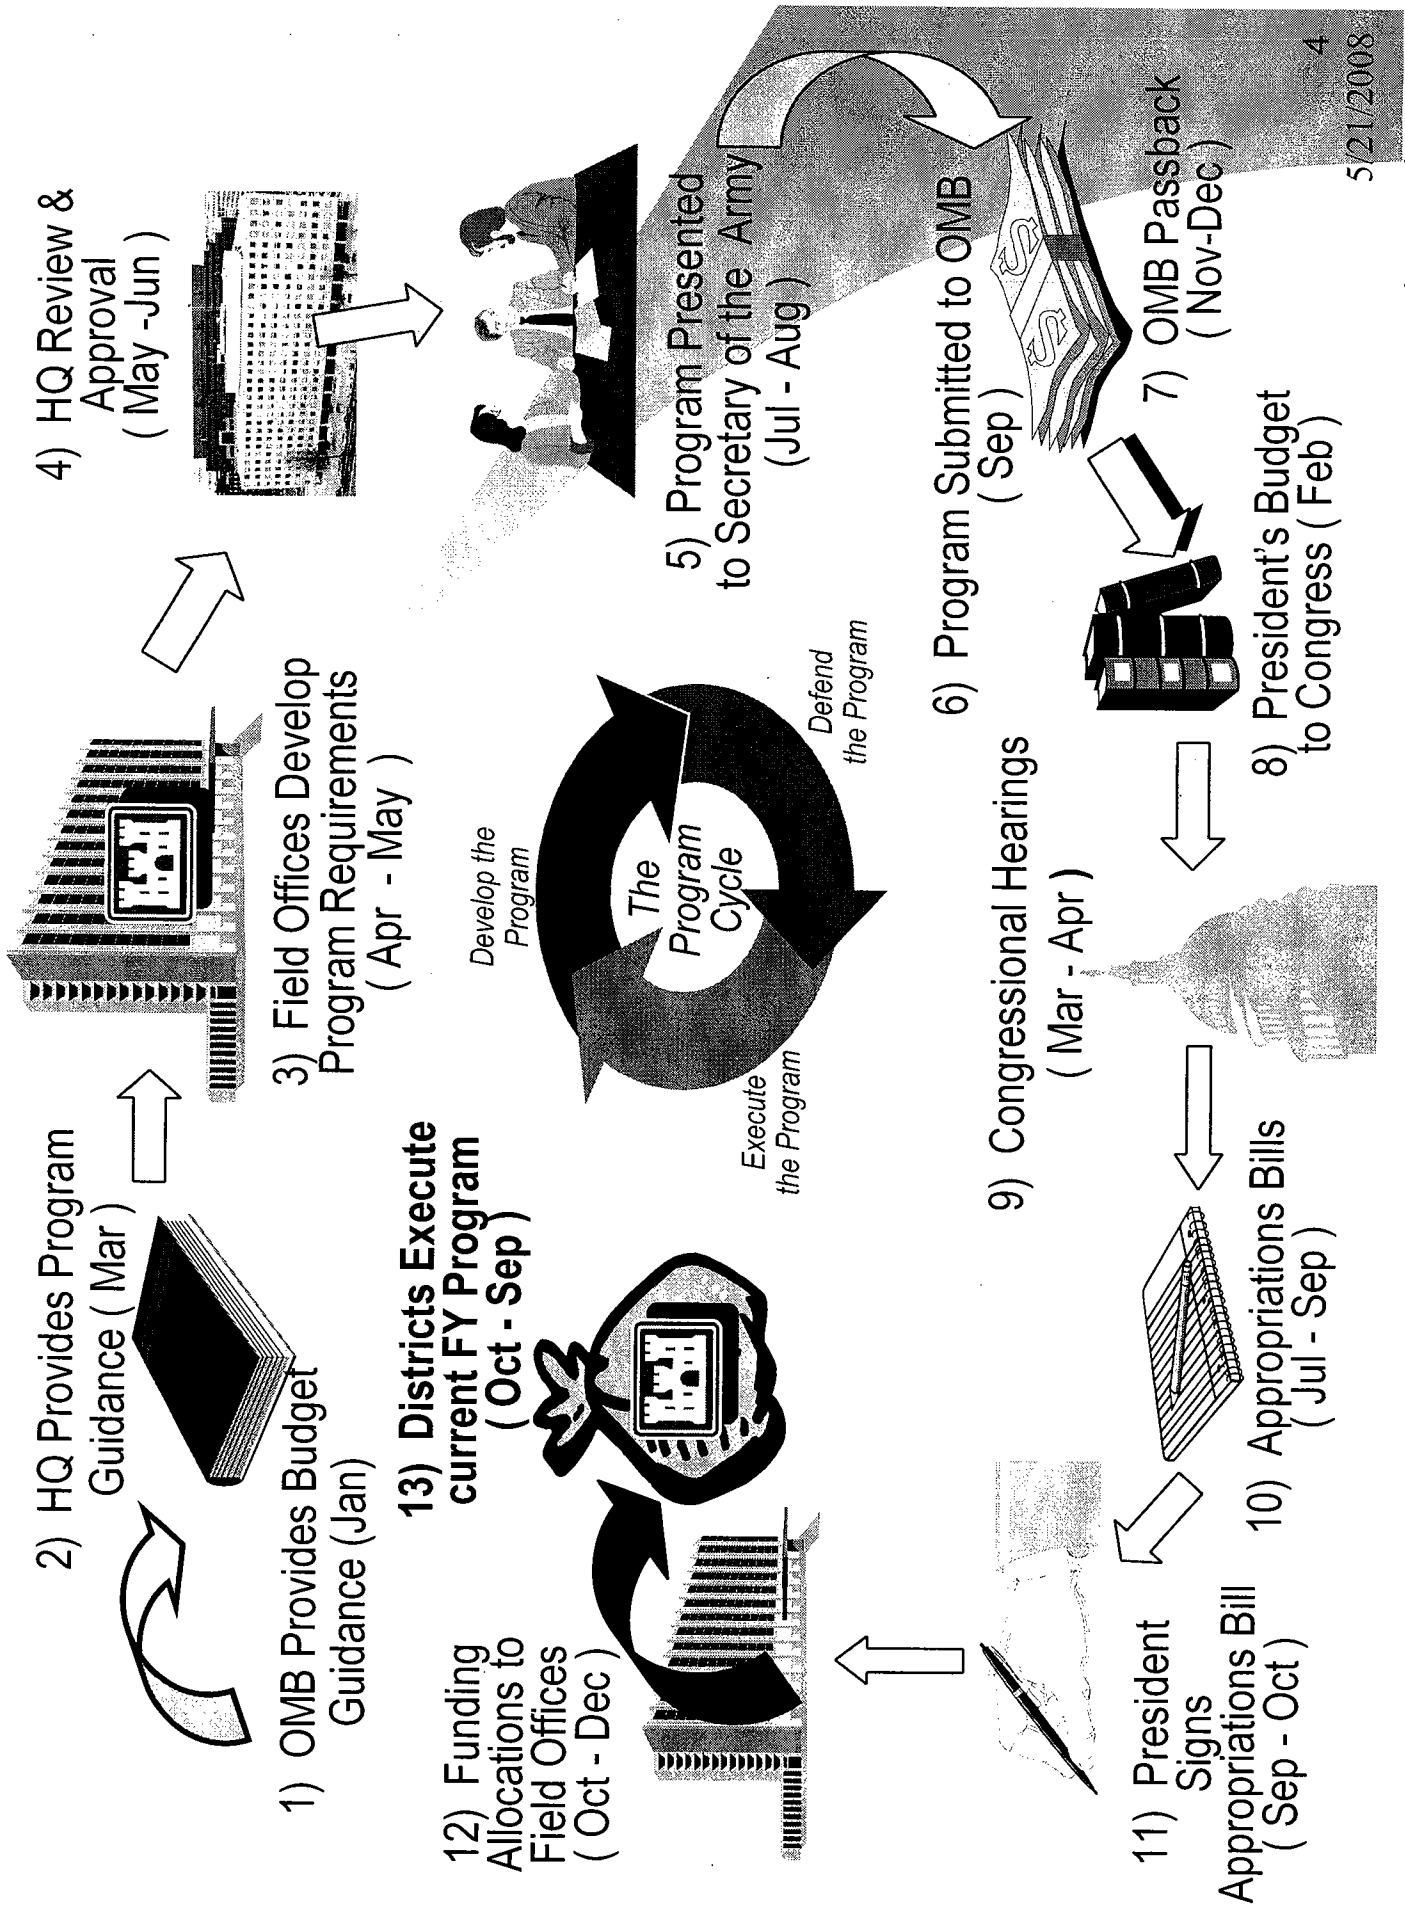 1) OMB Provides Budget
Guidance (Jan)
2) HQ Provides Program
Guidance ( Mar )
3) Field Offices Develop
Program Requirements
( Apr - May )
4) HQ Review &
Approval
( May -Jun )
5) Program Presented
to Secretary of the Army
(Jul - Aug )
6) Program Submitted to OMB
( Sep )
7) OMB Passback
( Nov-Dec )
8) President's Budget
to Congress ( Feb )
9) Congressional Hearings
( Mar - Apr )
10) Appropriations Bills
( Jul - Sep )
11) President
Signs
Appropriations Bill
( Sep - Oct )
12) Funding
Allocations to
Field Offices
( Oct - Dec )
13) Districts Execute
current FY Program
( Oct - Sep )
Develop the
Program
The
Program
Cycle
Defend
the Program
Execute
the Program
4
5/21/2008